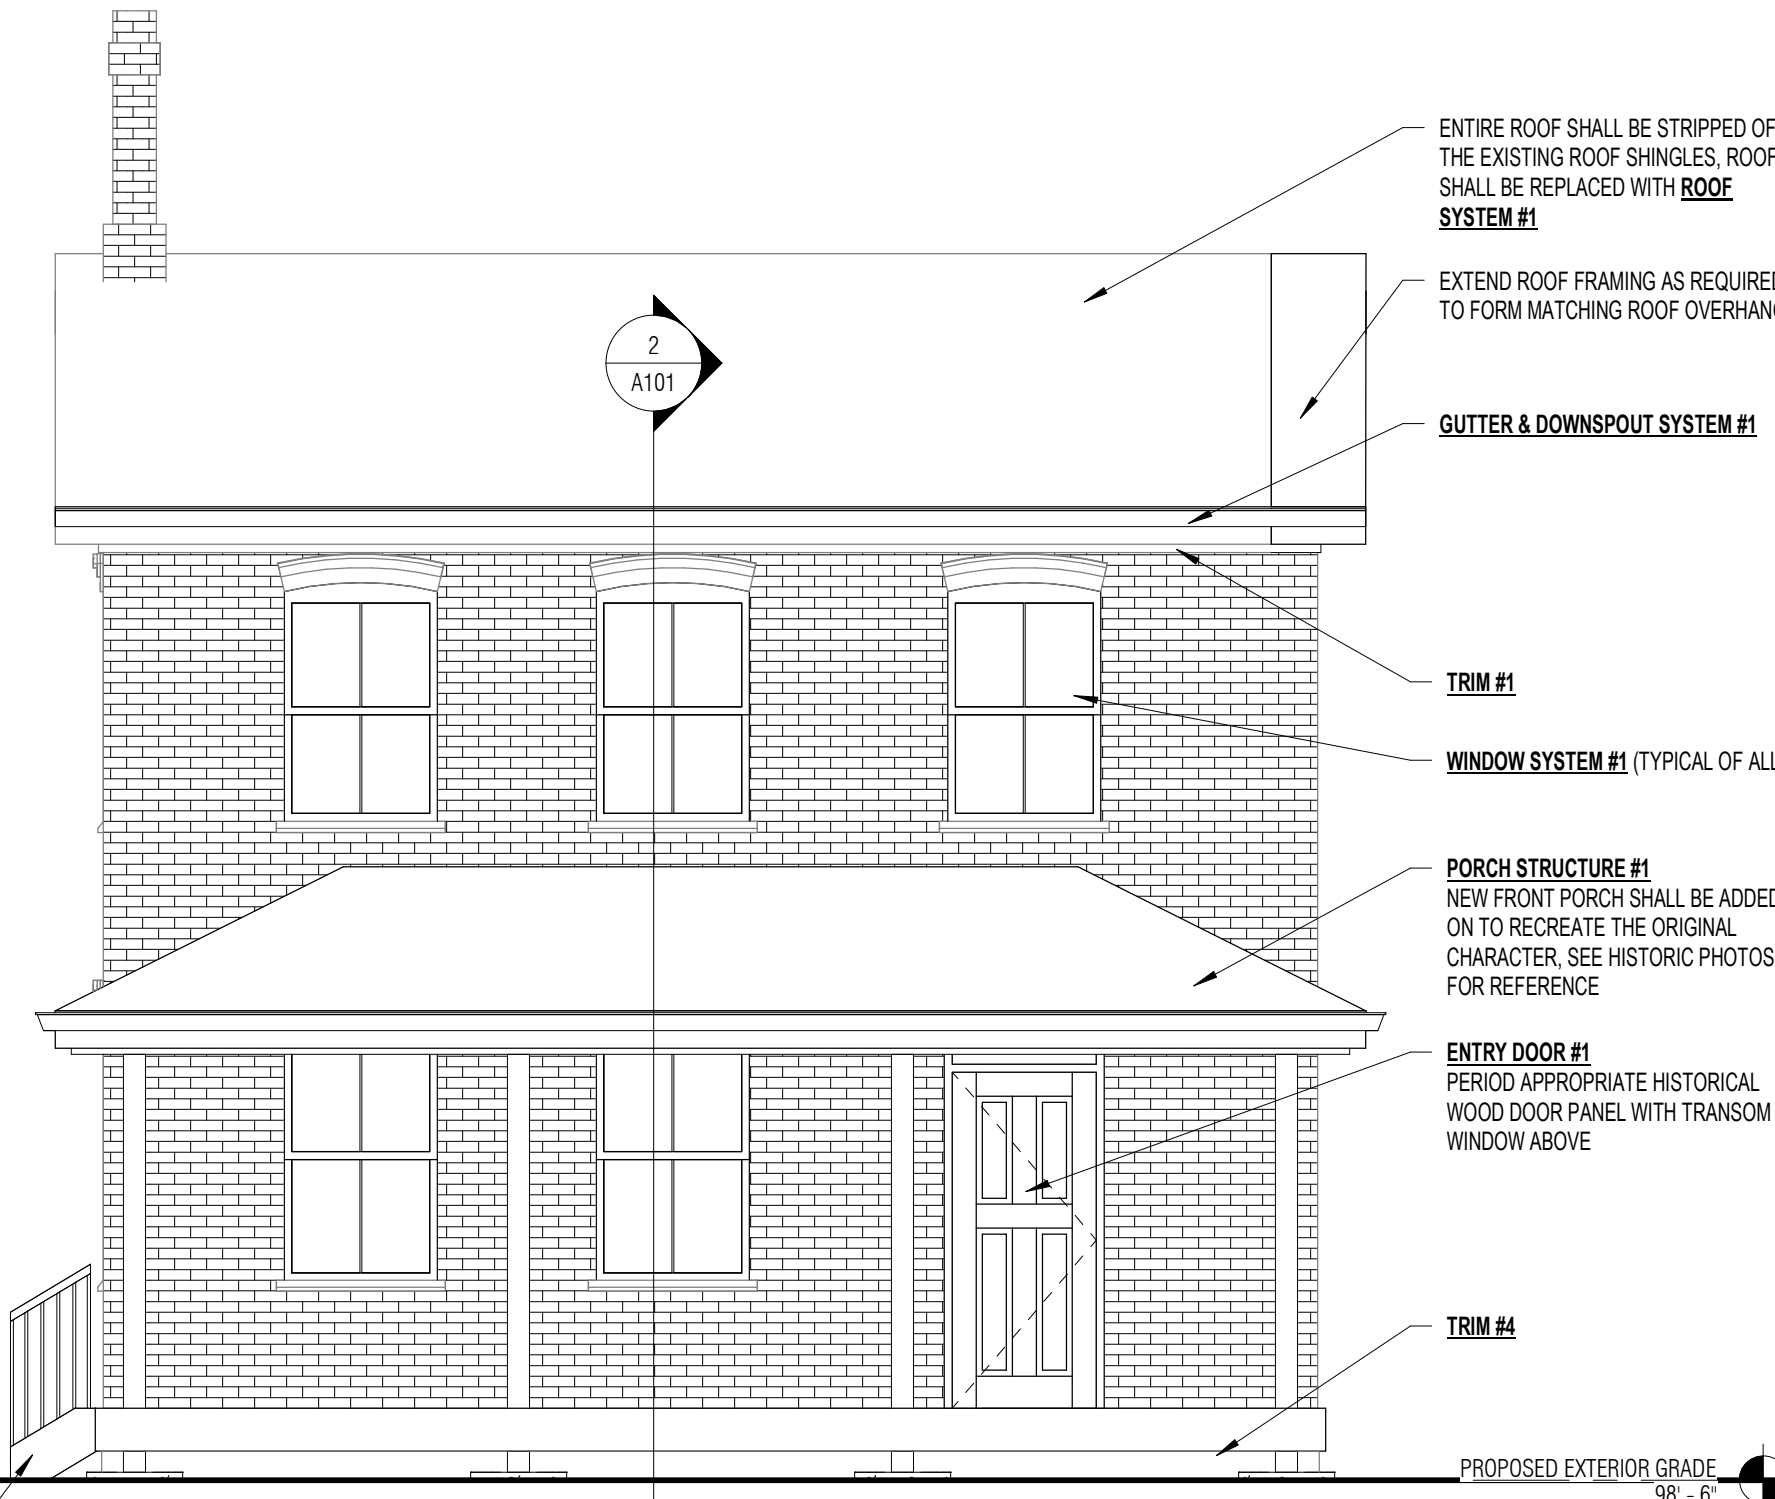 ENTIRE ROOF SHALL BE STRIPPED OF
THE EXISTING ROOF SHINGLES, ROOF
SHALL BE REPLACED WITH ROOF
SYSTEM #1
EXTEND ROOF FRAMING AS REQUIRED
TO FORM MATCHING ROOF OVERHANG
2
A101
GUTTER & DOWNSPOUT SYSTEM #1
TRIM #1
WINDOW SYSTEM #1 (TYPICAL OF ALL
PORCH STRUCTURE #1
NEW FRONT PORCH SHALL BE ADDED
ON TO RECREATE THE ORIGINAL
CHARACTER, SEE HISTORIC PHOTOS
FOR REFERENCE
ENTRY DOOR #1
PERIOD APPROPRIATE HISTORICAL
WOOD DOOR PANEL WITH TRANSOM
WINDOW ABOVE
TRIM #4
PROPOSED EXTERIOR GRADE
98' - 6"